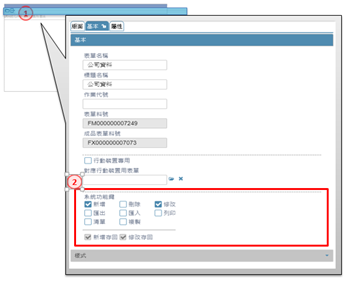 1
版面 基本 屬性
基本
表單名稱
公司資料
標題名稱
公司資料
作業代號
表單料號
FM000000007249
成品表單料號
FX000000007073
行動裝置專用
對應行動裝置用表單
2
系統功能鍵
新增 刪除 修改
匯出 匯入 列印
清單 複製
新增存回 修改存回
樣式